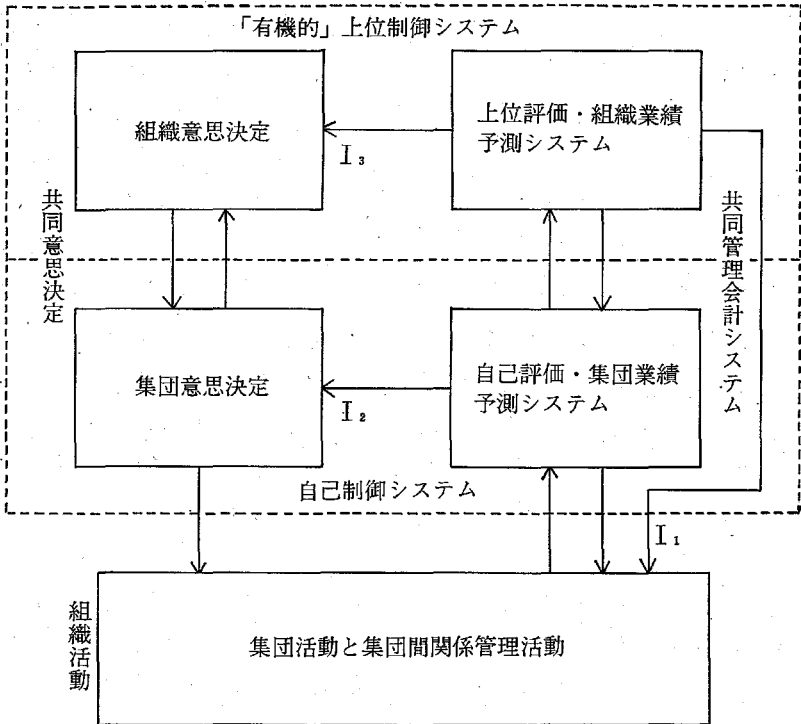 「有機的」上位制御システム
組織意思決定
上位評価・組織業績
予測システム
I₃
共同意思決定
共同管理会計システム
集団意思決定
自己評価・集団業績
予測システム
I₂
自己制御システム
I₁
組織活動
集団活動と集団間関係管理活動